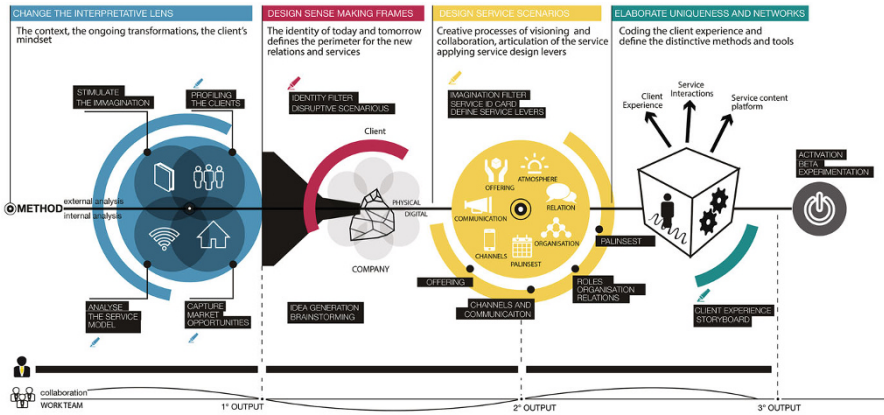 CHANGE THE INTERPRETATIVE LENS
The context, the ongoing transformations, the client's
mindset
DESIGN SENSE MAKING FRAMES
The identity of today and tomorrow
defines the perimeter for the new
relations and services
DESIGN SERVICE SCENARIOS
Creative processes of visioning and
collaboration, articulation of the service
applying service design levers
ELABORATE UNIQUENESS AND NETWORKS
Coding the client experience and
define the distinctive methods and tools
STIMULATE
THE IMMAGINATION
PROFILING
THE CLIENTS
IDENTITY FILTER
DISRUPTIVE SCENARIOUS
IMAGINATION FILTER
SERVICE ID CARD
DEFINE SERVICE LEVERS
Client
Experience
Service
Interactions
Service content
platform
Client
ACTIVATION
BETA
EXPERIMENTATION
METHOD
external analysis
internal analysis
PHYSICAL
DIGITAL
COMPANY
OFFERING
ATMOSPHERE
COMMUNICATION
RELATION
CHANNELS
PALINSEST
ORGANISATION
PALINSEST
OFFERING
ROLES
ORGANISATION
RELATIONS
CHANNELS AND
COMMUNICAITON
ANALYSE
THE SERVICE
MODEL
CAPTURE
MARKET
OPPORTUNITIES
IDEA GENERATION
BRAINSTORMING
CLIENT EXPERIENCE
STORYBOARD
collaboration
WORK TEAM
1° OUTPUT
2° OUTPUT
3° OUTPUT